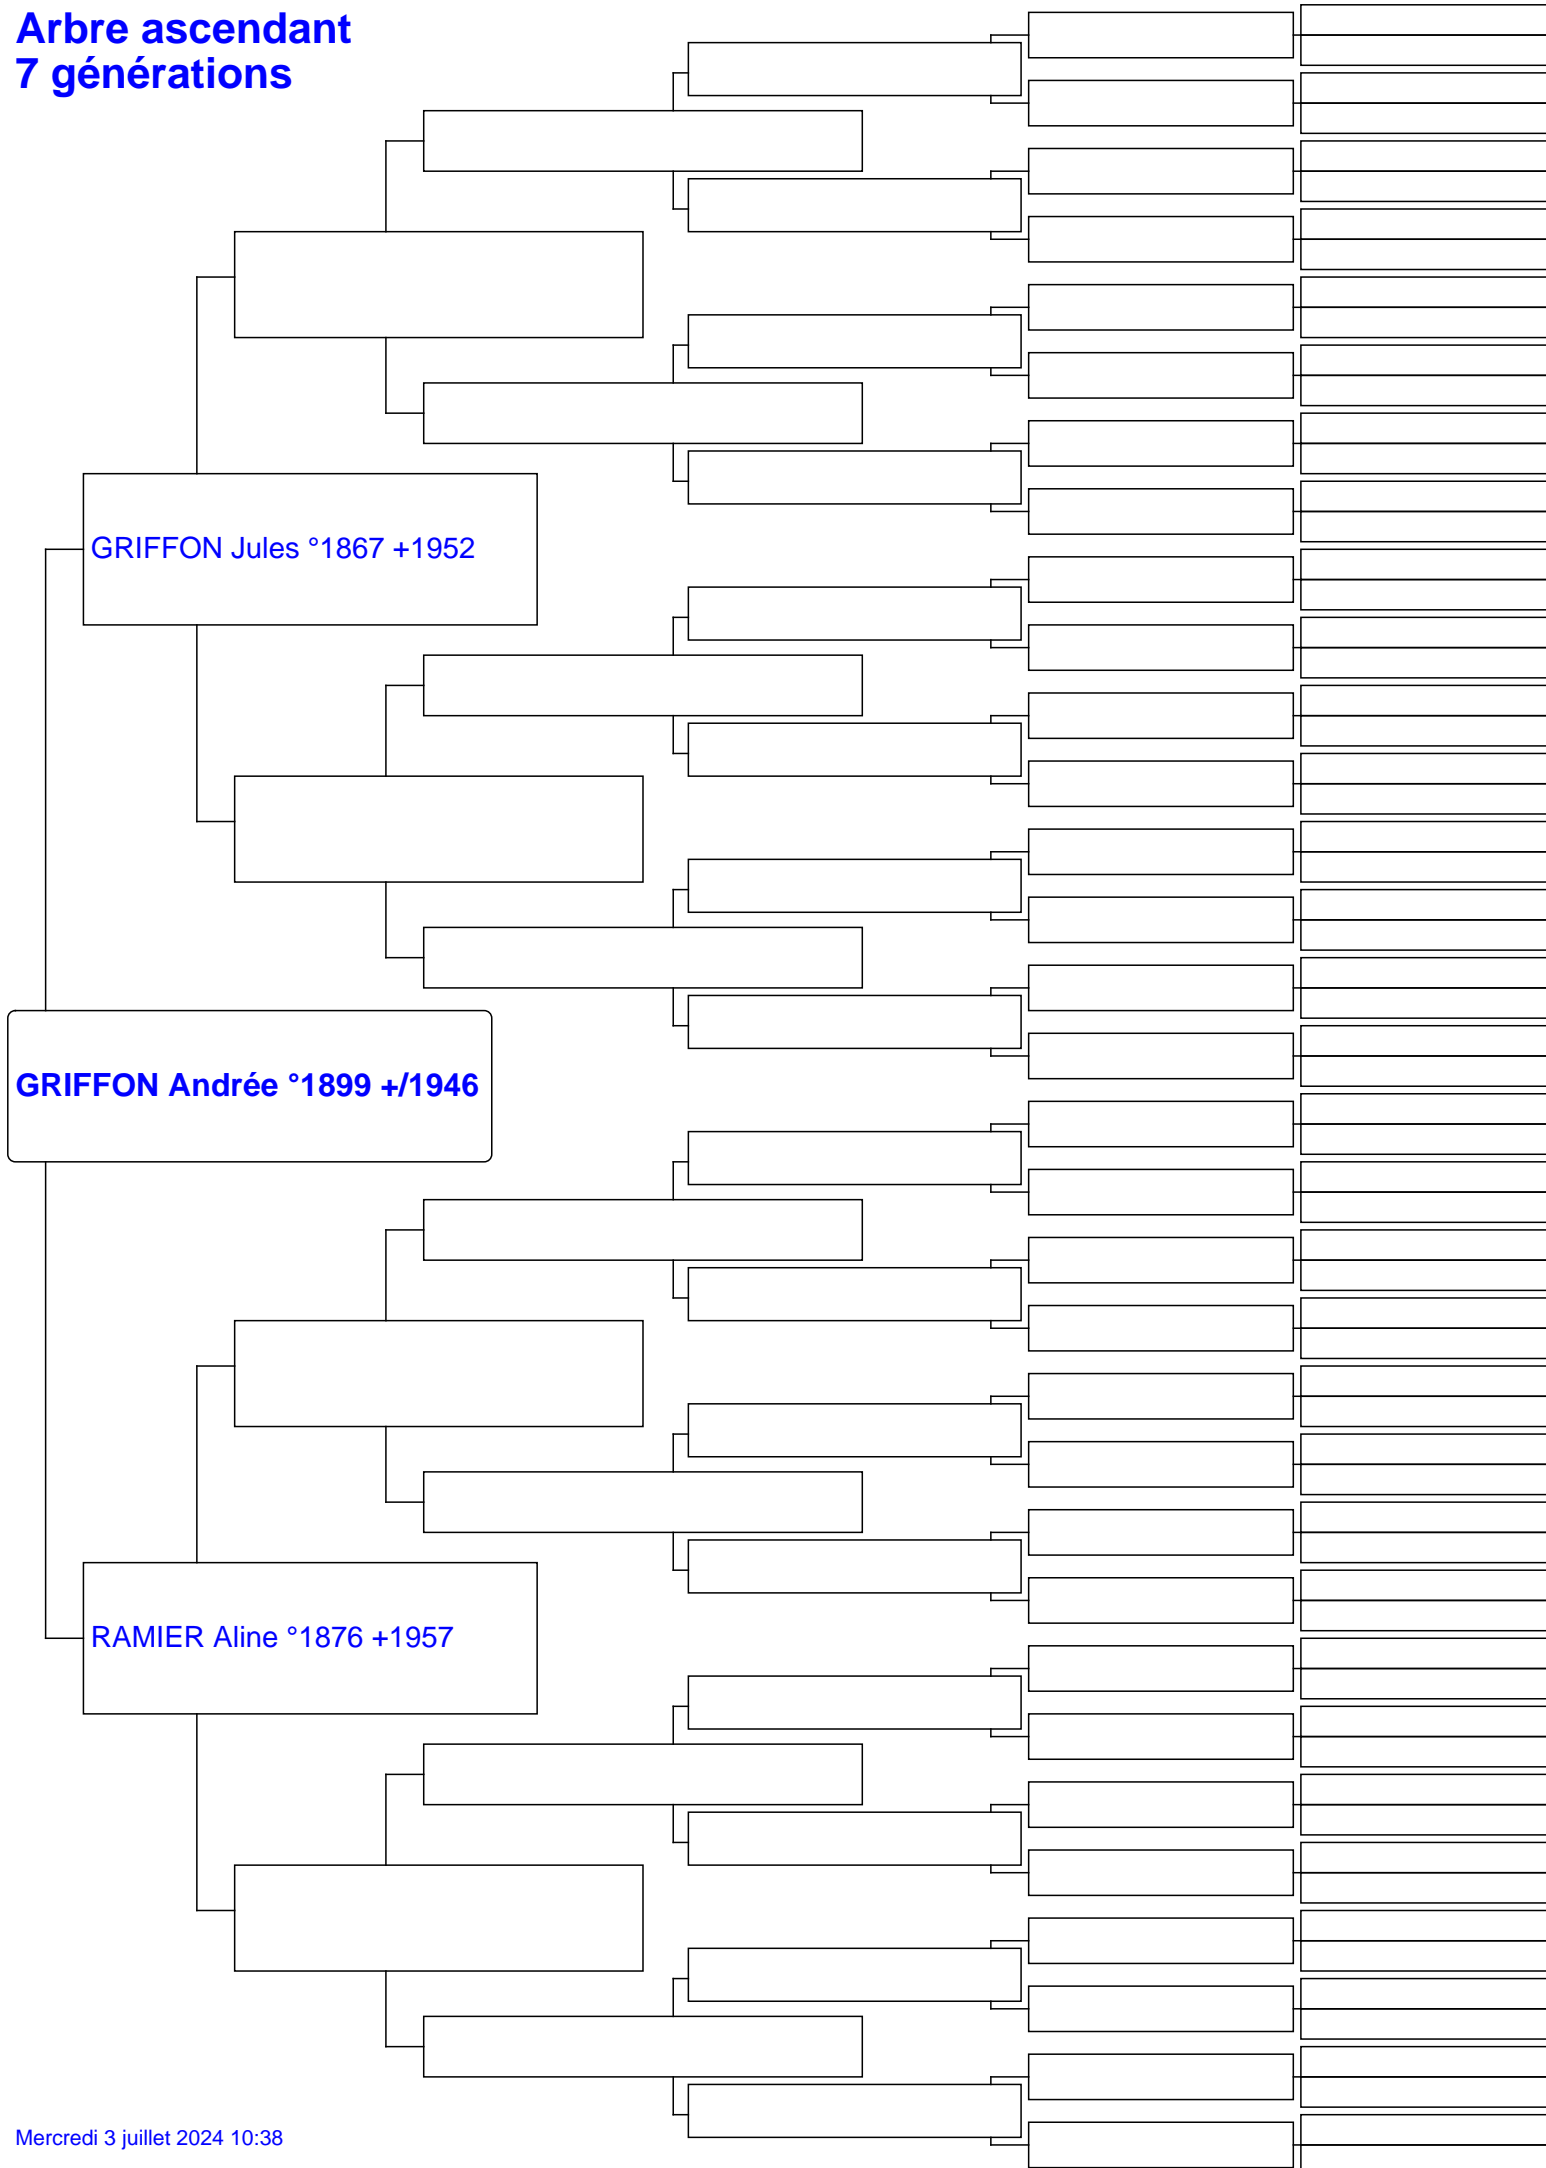 Arbre ascendant
7 générations
GRIFFON Jules °1867 +1952
GRIFFON Andrée °1899 +/1946
RAMIER Aline °1876 +1957
Mercredi 3 juillet 2024 10:38